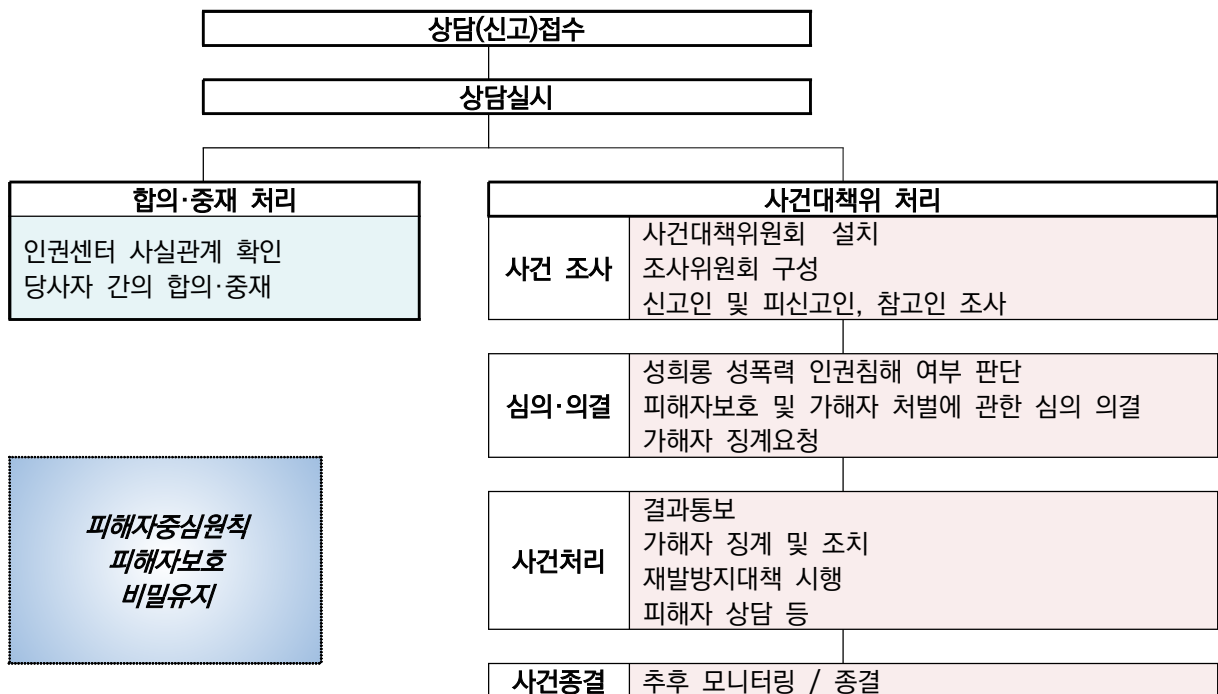 상담(신고)접수
상담실시
합의·중재 처리
인권센터 사실관계 확인
당사자 간의 합의·중재
사건대책위 처리
사건 조사
사건대책위원회 설치
조사위원회 구성
신고인 및 피신고인, 참고인 조사
심의·의결
성희롱 성폭력 인권침해 여부 판단
피해자보호 및 가해자 처벌에 관한 심의 의결
가해자 징계요청
사건처리
결과통보
가해자 징계 및 조치
재발방지대책 시행
피해자 상담 등
사건종결
추후 모니터링 / 종결
피해자중심원칙
피해자보호
비밀유지